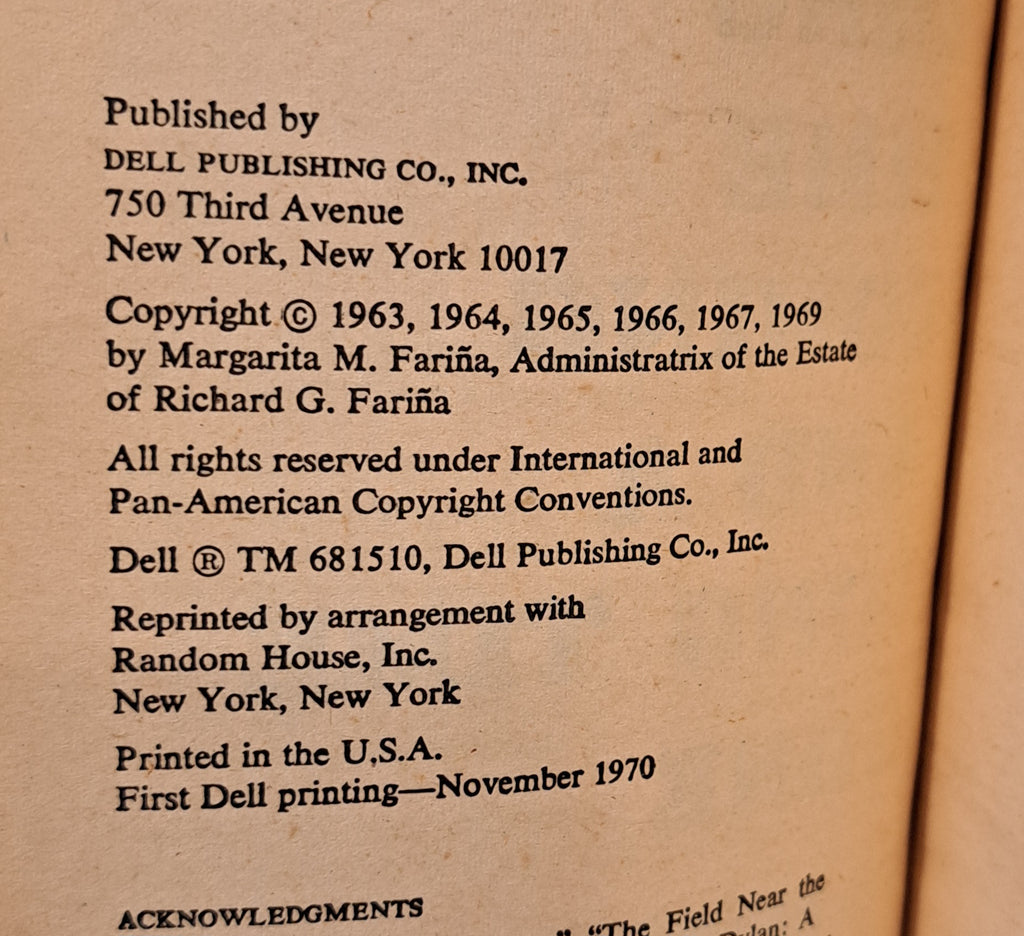 Published by
DELL PUBLISHING CO., INC.
750 Third Avenue
New York, New York 10017
Copyright © 1963, 1964, 1965, 1966, 1967, 1969
by Margarita M. Fariña, Administratrix of the Estate
of Richard G. Fariña
All rights reserved under International and
Pan-American Copyright Conventions.
Dell ® TM 681510, Dell Publishing Co., Inc.
Reprinted by arrangement with
Random House, Inc.
New York, New York
Printed in the U.S.A.
First Dell printing—November 1970
ACKNOWLEDGMENTS
" "The Field Near the
A